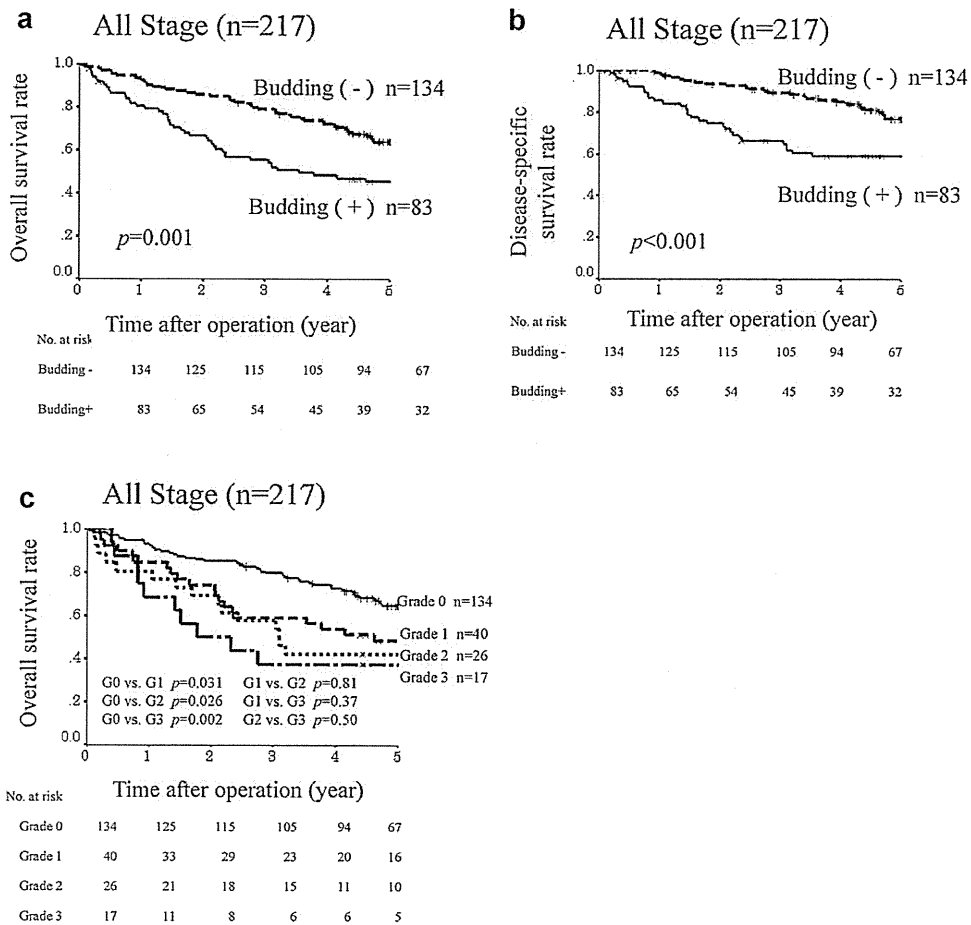 a
All Stage (n=217)
1.0
.8
.6
.4
.2
0.0
0 1 2 3 4 5
Overall survival rate
Budding (-) n=134
Budding (+) n=83
p=0.001
Time after operation (year)
No. at risk
Budding - 134 125 115 105 94 67
Budding+ 83 65 54 45 39 32
b
All Stage (n=217)
1.0
.8
.6
.4
.2
0.0
0 1 2 3 4 5
Disease-specific
survival rate
Budding (-) n=134
Budding (+) n=83
p<0.001
Time after operation (year)
No. at risk
Budding - 134 125 115 105 94 67
Budding+ 83 65 54 45 39 32
c
All Stage (n=217)
1.0
.8
.6
.4
.2
0.0
0 1 2 3 4 5
Overall survival rate
Grade 0 n=134
Grade 1 n=40
Grade 2 n=26
Grade 3 n=17
G0 vs. G1 p=0.031 G1 vs. G2 p=0.81
G0 vs. G2 p=0.026 G1 vs. G3 p=0.37
G0 vs. G3 p=0.002 G2 vs. G3 p=0.50
Time after operation (year)
No. at risk
Grade 0 134 125 115 105 94 67
Grade 1 40 33 29 23 20 16
Grade 2 26 21 18 15 11 10
Grade 3 17 11 8 6 6 5